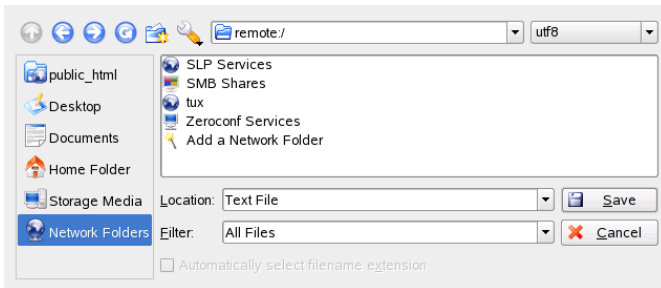 remote:/
utf8
public_html
Desktop
Documents
Home Folder
Storage Media
Network Folders
SLP Services
SMB Shares
tux
Zeroconf Services
Add a Network Folder
Location: Text File
Save
Filter: All Files
Cancel
Automatically select filename extension